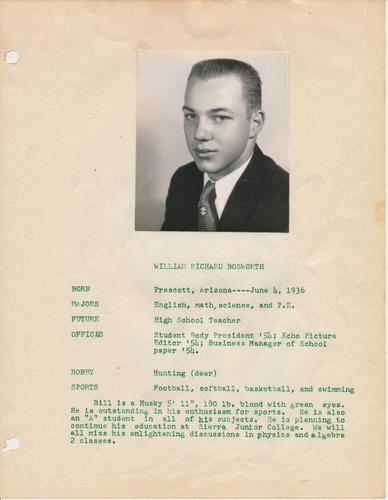 WILLIAN RICHARD BOSWORTH
BORN Prescott, Arizona----June 4, 1936
MAJORS English, math,science, and P.E.
FUTURE High School Teacher
OFFICES Student Body President '54; Echo Picture
Editor '54; Business Manager of School
paper '54.
HOBBY Hunting (deer)
SPORTS Football, softball, basketball, and swimming
Bill is a Husky 5' 11", 180 lb. blond with green eyes.
He is outstanding in his enthusiasm for sports. He is also
an "A" student in all of his subjects. He is planning to
continue his education at Sierra Junior College. We will
all miss his enlightening discussions in physics and algebra
2 classes.